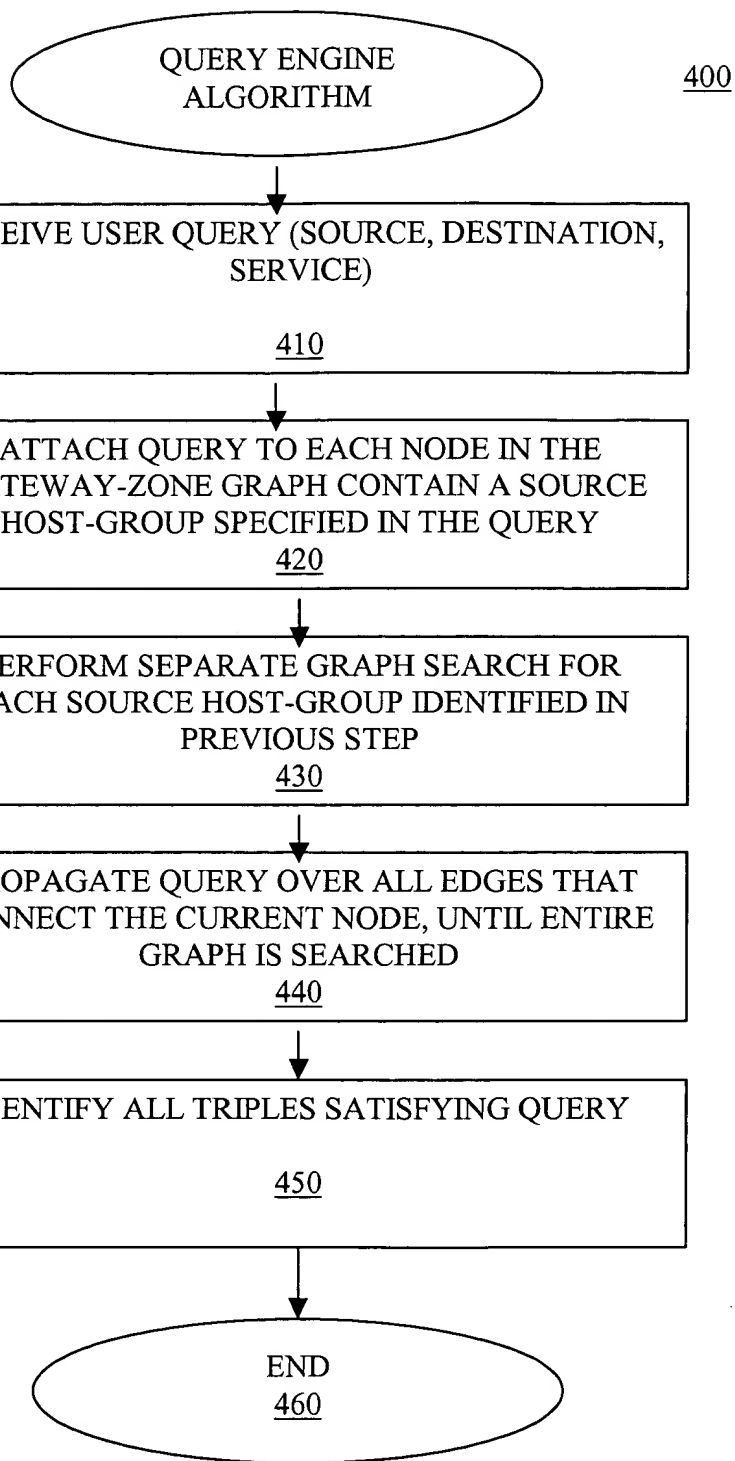 QUERY ENGINE
ALGORITHM
400
EIVE USER QUERY (SOURCE, DESTINATION,
SERVICE)
410
ATTACH QUERY TO EACH NODE IN THE
TEWAY-ZONE GRAPH CONTAIN A SOURCE
HOST-GROUP SPECIFIED IN THE QUERY
420
ERFORM SEPARATE GRAPH SEARCH FOR
ACH SOURCE HOST-GROUP IDENTIFIED IN
PREVIOUS STEP
430
OPAGATE QUERY OVER ALL EDGES THAT
NNECT THE CURRENT NODE, UNTIL ENTIRE
GRAPH IS SEARCHED
440
ENTIFY ALL TRIPLES SATISFYING QUERY
450
END
460